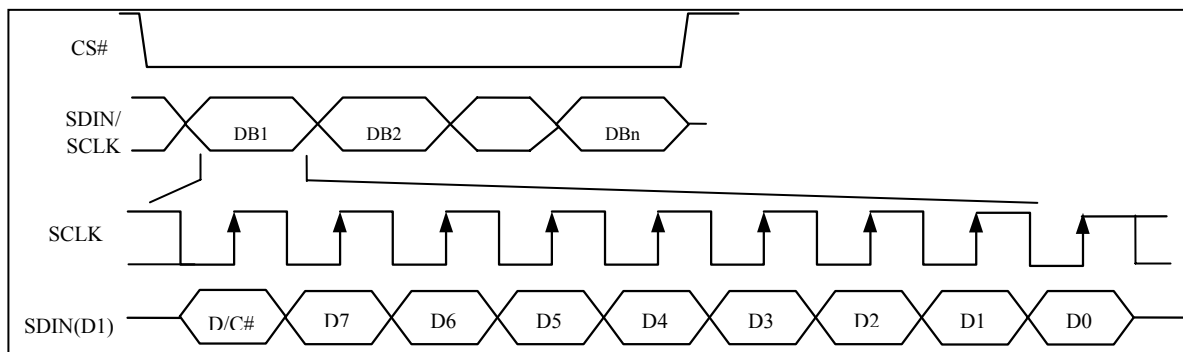 CS#
SDIN/
SCLK
DB1 DB2 DBn
SCLK
SDIN(D1) D/C# D7 D6 D5 D4 D3 D2 D1 D0